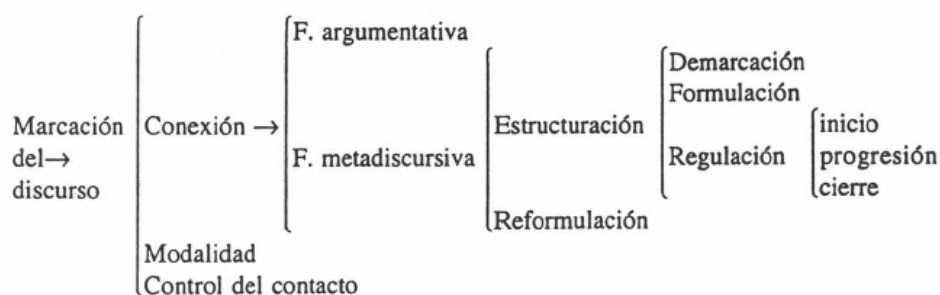 F. argumentativa
Demarcación
Formulación
Marcación
del→
discurso
Conexión →
Estructuración
F. metadiscursiva
Regulación
inicio
progresión
cierre
Reformulación
Modalidad
Control del contacto